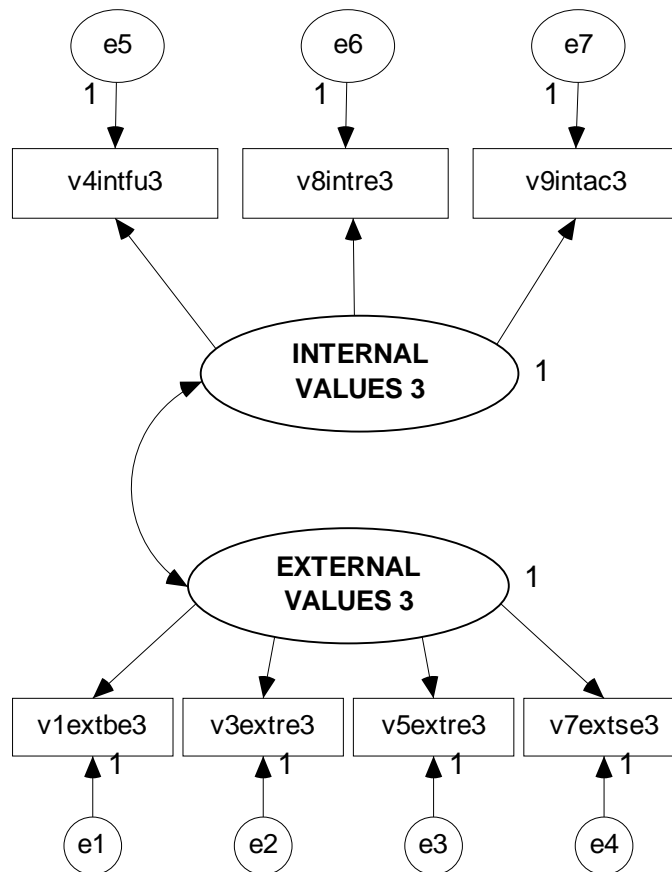 e5 e6 e7
1 1 1
v4intfu3 v8intre3 v9intac3
INTERNAL
VALUES 3
1
EXTERNAL
VALUES 3
1
v1extbe3 v3extre3 v5extre3 v7extse3
1 1 1 1
e1 e2 e3 e4